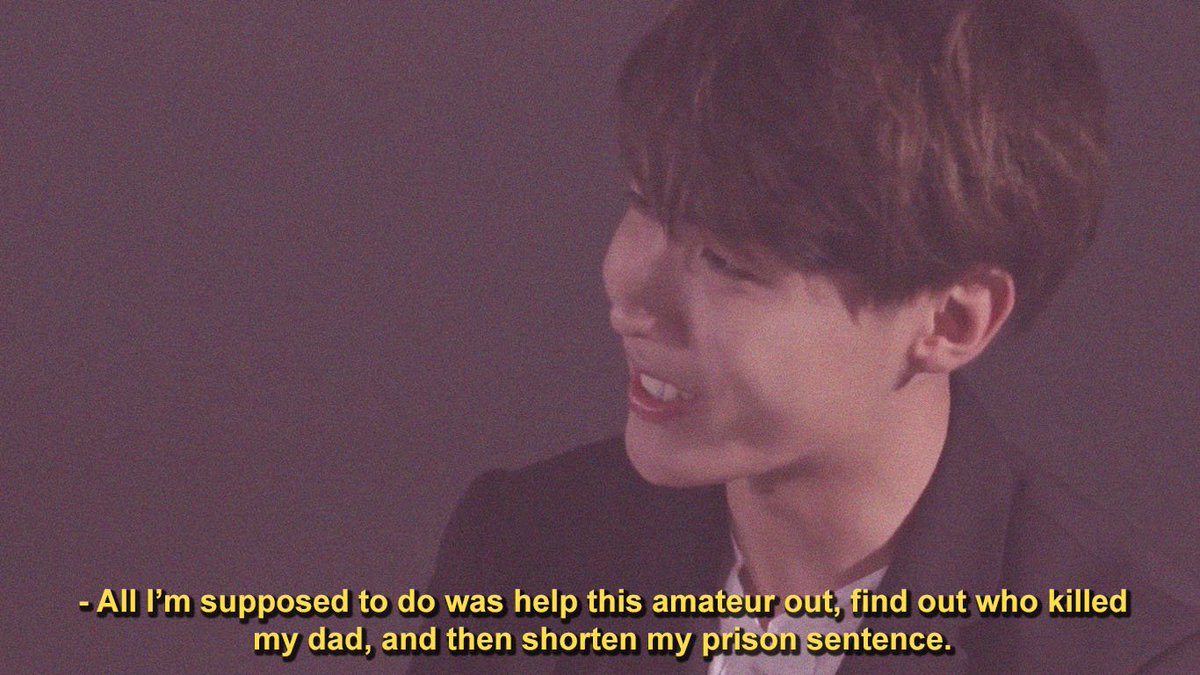 - All I’m supposed to do was help this amateur out, find out who killed
my dad, and then shorten my prison sentence.